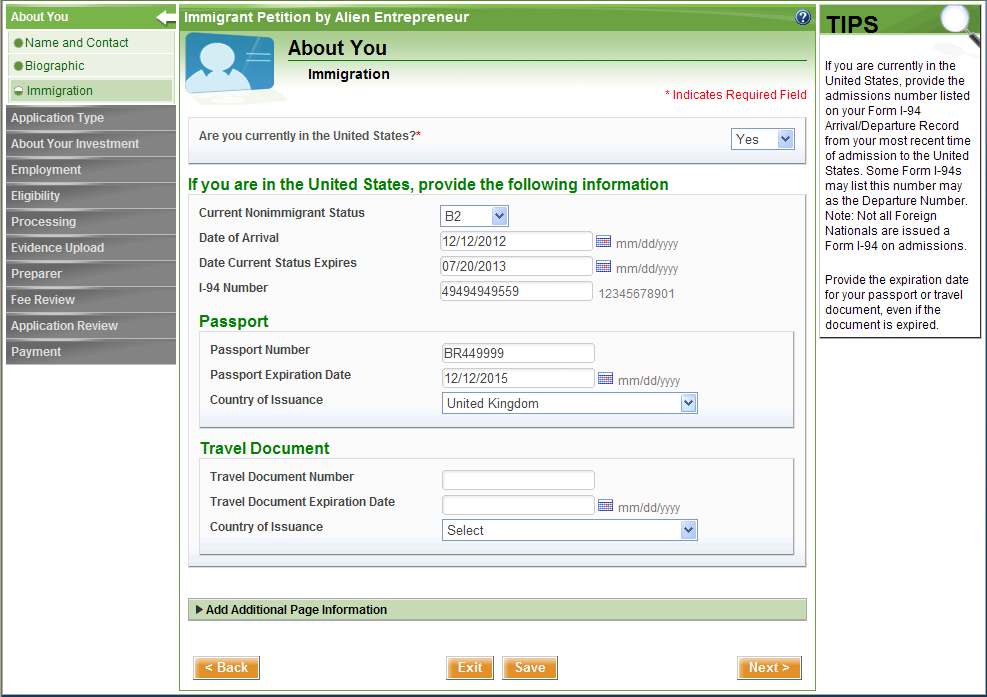 About You
Name and Contact
Biographic
Immigration
Application Type
About Your Investment
Employment
Eligibility
Processing
Evidence Upload
Preparer
Fee Review
Application Review
Payment
Immigrant Petition by Alien Entrepreneur
?
About You
Immigration
* Indicates Required Field
Are you currently in the United States?*
Yes
If you are in the United States, provide the following information
Current Nonimmigrant Status B2
Date of Arrival 12/12/2012 mm/dd/yyyy
Date Current Status Expires 07/20/2013 mm/dd/yyyy
I-94 Number 49494949559 12345678901
Passport
Passport Number BR449999
Passport Expiration Date 12/12/2015 mm/dd/yyyy
Country of Issuance United Kingdom
Travel Document
Travel Document Number
Travel Document Expiration Date mm/dd/yyyy
Country of Issuance Select
Add Additional Page Information
< Back Exit Save Next >
TIPS
If you are currently in the
United States, provide the
admissions number listed
on your Form I-94
Arrival/Departure Record
from your most recent time
of admission to the United
States. Some Form I-94s
may list this number may
as the Departure Number.
Note: Not all Foreign
Nationals are issued a
Form I-94 on admissions.
Provide the expiration date
for your passport or travel
document, even if the
document is expired.